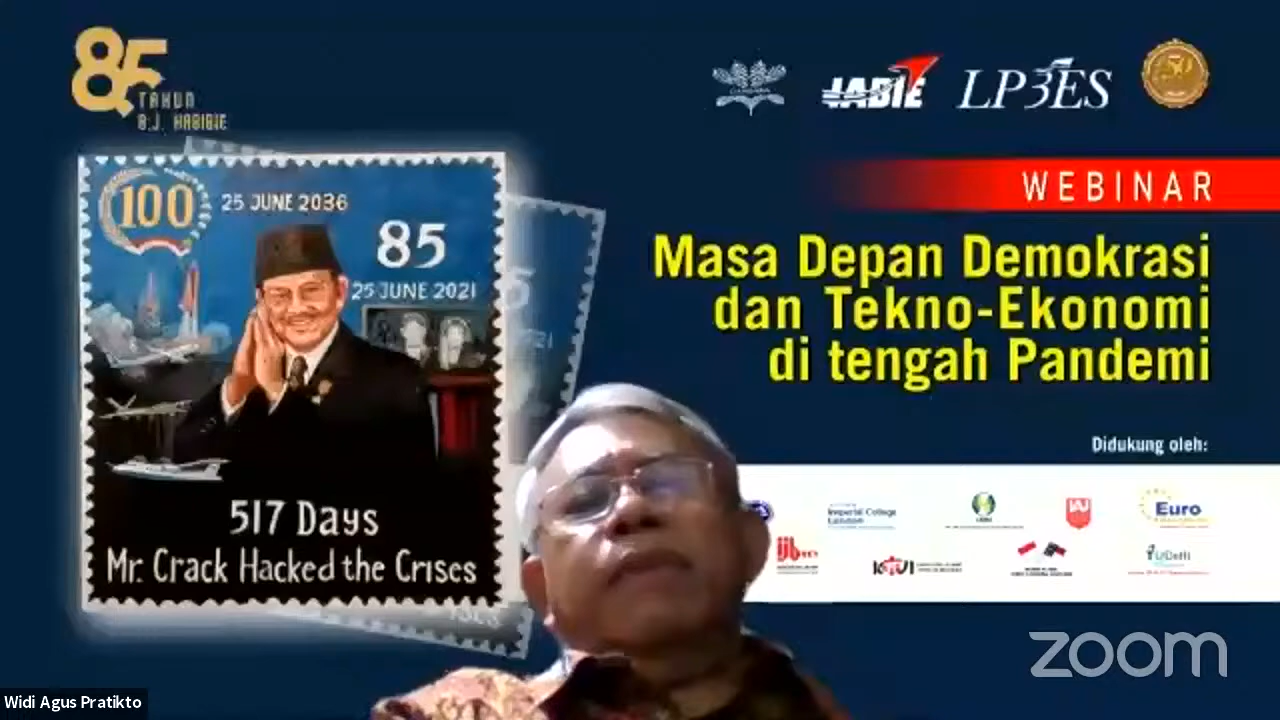 85
TAHUN
B.J. HABIBIE
JABIE
LP3ES
50
WEBINAR
100
25 JUNE 2036
85
25 JUNE 2021
Masa Depan Demokrasi
dan Tekno-Ekonomi
di tengah Pandemi
Didukung oleh:
Imperial College
London
Euro
517 Days
Mr. Crack Hacked the Crises
zoom
Widi Agus Pratikto